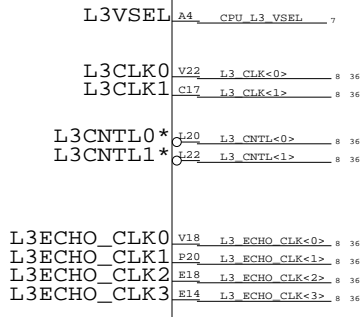 L3VSEL A4 CPU_L3_VSEL 7
L3CLK0 V22 L3_CLK<0> 8 36
L3CLK1 C17 L3_CLK<1> 8 36
L3CNTL0* L20 L3_CNTL<0> 8 36
L3CNTL1* L22 L3_CNTL<1> 8 36
L3ECHO_CLK0 V18 L3_ECHO_CLK<0> 8 36
L3ECHO_CLK1 P20 L3_ECHO_CLK<1> 8 36
L3ECHO_CLK2 E18 L3_ECHO_CLK<2> 8 36
L3ECHO_CLK3 E14 L3_ECHO_CLK<3> 8 36